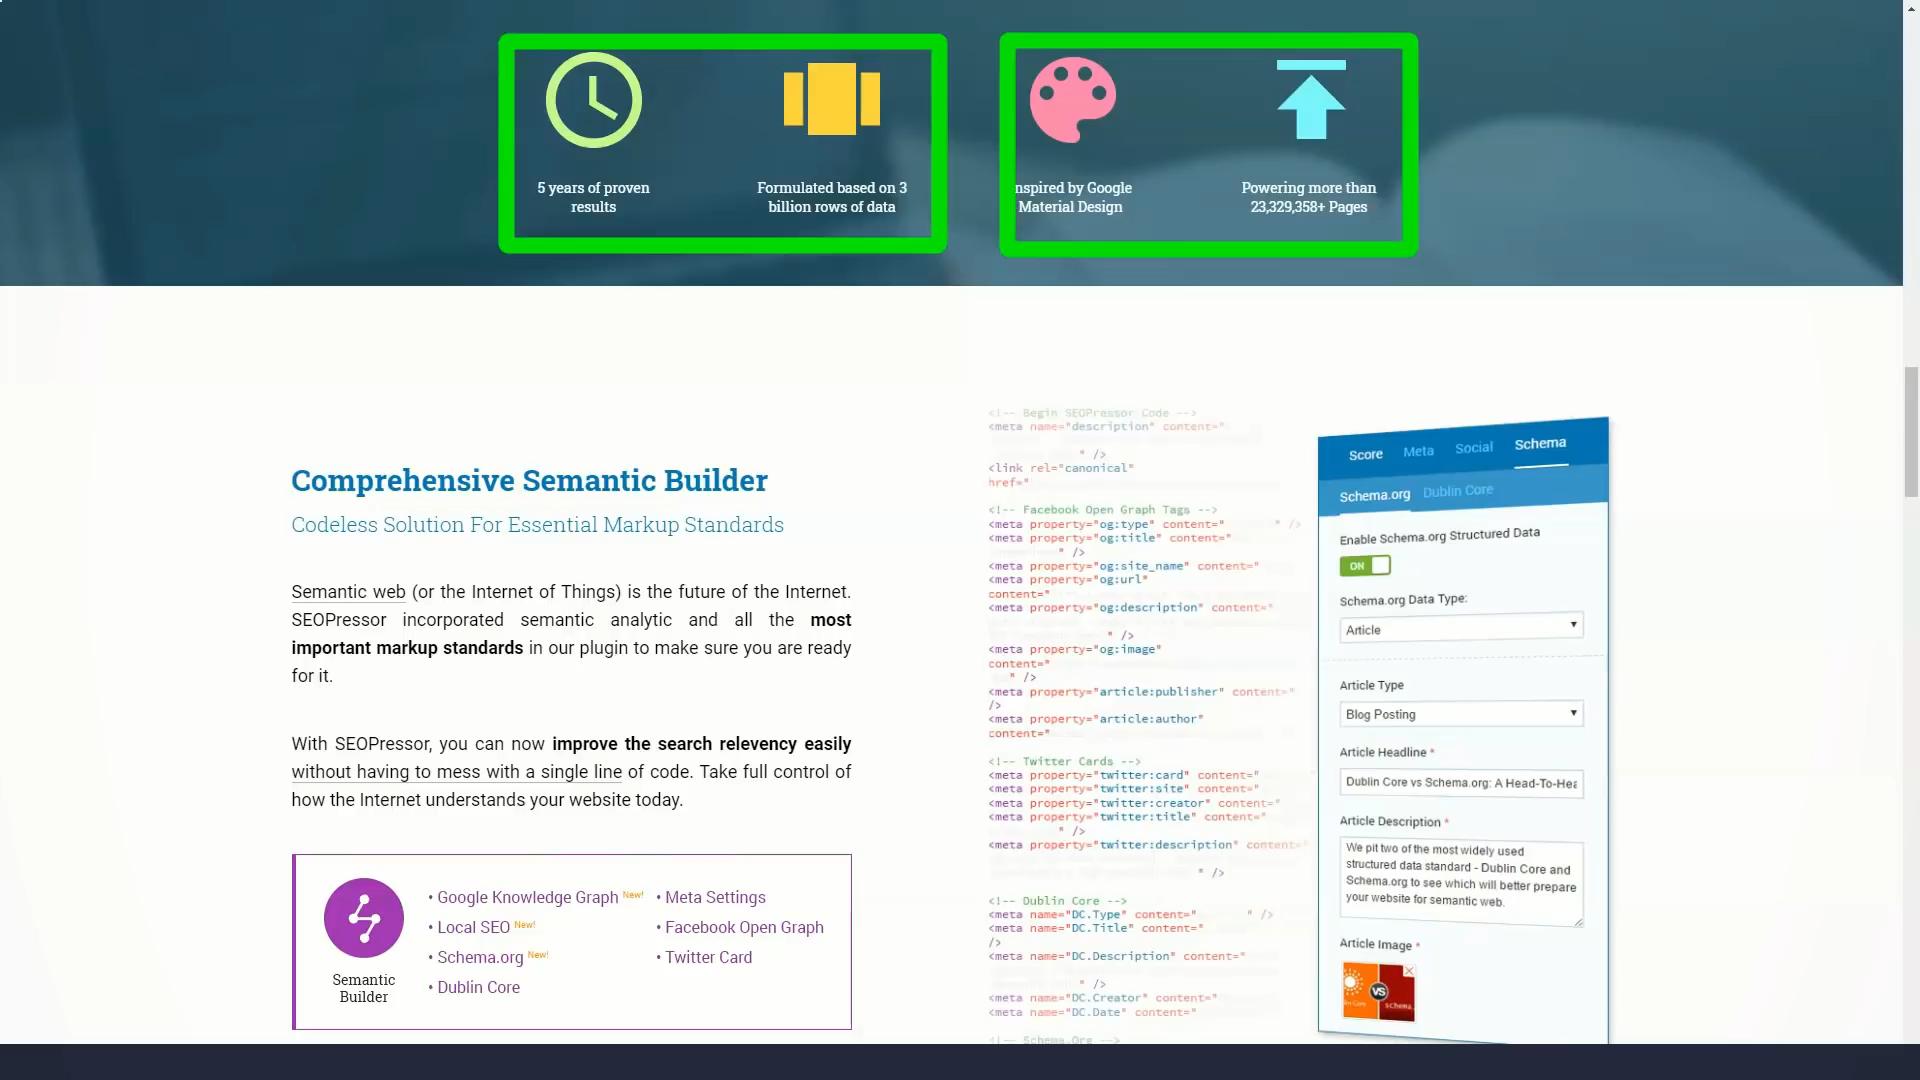 5 years of proven
results
Formulated based on 3
billion rows of data
nspired by Google
Material Design
Powering more than
23,329,358+ Pages
Comprehensive Semantic Builder
Codeless Solution For Essential Markup Standards
Semantic web (or the Internet of Things) is the future of the Internet.
SEOPressor incorporated semantic analytic and all the most
important markup standards in our plugin to make sure you are ready
for it.
With SEOPressor, you can now improve the search relevency easily
without having to mess with a single line of code. Take full control of
how the Internet understands your website today.
Semantic
Builder
• Google Knowledge Graph New!
• Local SEO New!
• Schema.org New!
• Dublin Core
• Meta Settings
• Facebook Open Graph
• Twitter Card
<!-- Begin SEOPressor Code -->
<meta name="description" content="
" />
<link rel="canonical"
href="
<!-- Facebook Open Graph Tags -->
<meta property="og:type" content=" " />
<meta property="og:title" content="
" />
<meta property="og:site_name" content="
<meta property="og:url"
content="
<meta property="og:description" content="
" />
<meta property="og:image"
content="
" />
<meta property="article:publisher" content="
/>
<meta property="article:author"
content="
<!-- Twitter Cards -->
<meta property="twitter:card" content="
<meta property="twitter:site" content="
<meta property="twitter:creator" content="
<meta property="twitter:title" content="
" />
<meta property="twitter:description" content="
" />
<!-- Dublin Core -->
<meta name="DC.Type" content=" " />
<meta name="DC.Title" content="
/>
<meta name="DC.Description" content="
" />
<meta name="DC.Creator" content="
<meta name="DC.Date" content="
<!-- Schema.Org -->
Score Meta Social Schema
Schema.org Dublin Core
Enable Schema.org Structured Data
ON
Schema.org Data Type:
Article
Article Type
Blog Posting
Article Headline *
Dublin Core vs Schema.org: A Head-To-Hea
Article Description *
We pit two of the most widely used
structured data standard - Dublin Core and
Schema.org to see which will better prepare
your website for semantic web.
Article Image *
VS
schema.